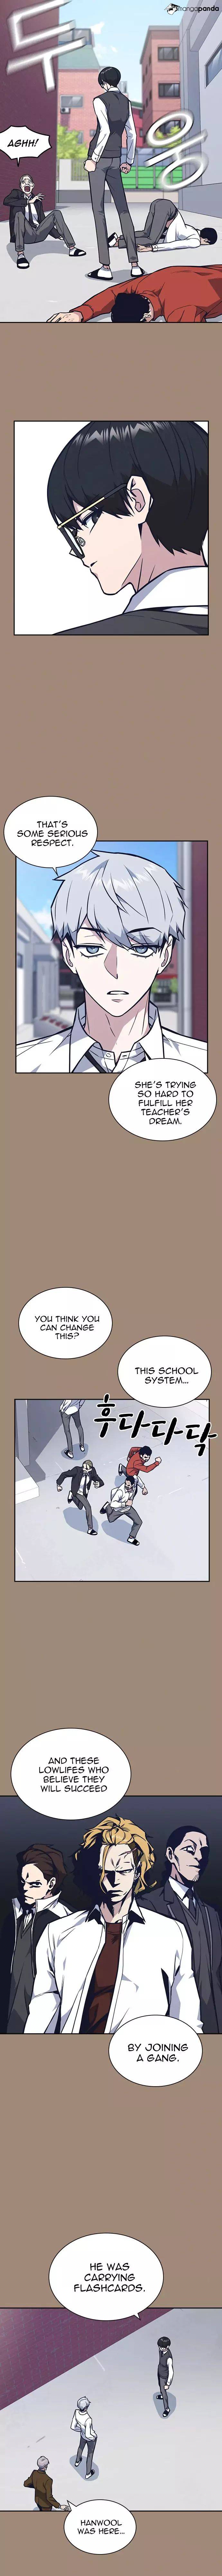 mangapanda
두
웅
AGHH!
THAT'S
SOME SERIOUS
RESPECT.
SHE'S TRYING
SO HARD TO
FULFILL HER
TEACHER'S
DREAM.
YOU THINK YOU
CAN CHANGE
THIS?
THIS SCHOOL
SYSTEM...
후다다닥
AND THESE
LOWLIFES WHO
BELIEVE THEY
WILL SUCCEED
BY JOINING
A GANG.
HE WAS
CARRYING
FLASHCARDS.
HANWOOL
WAS HERE...